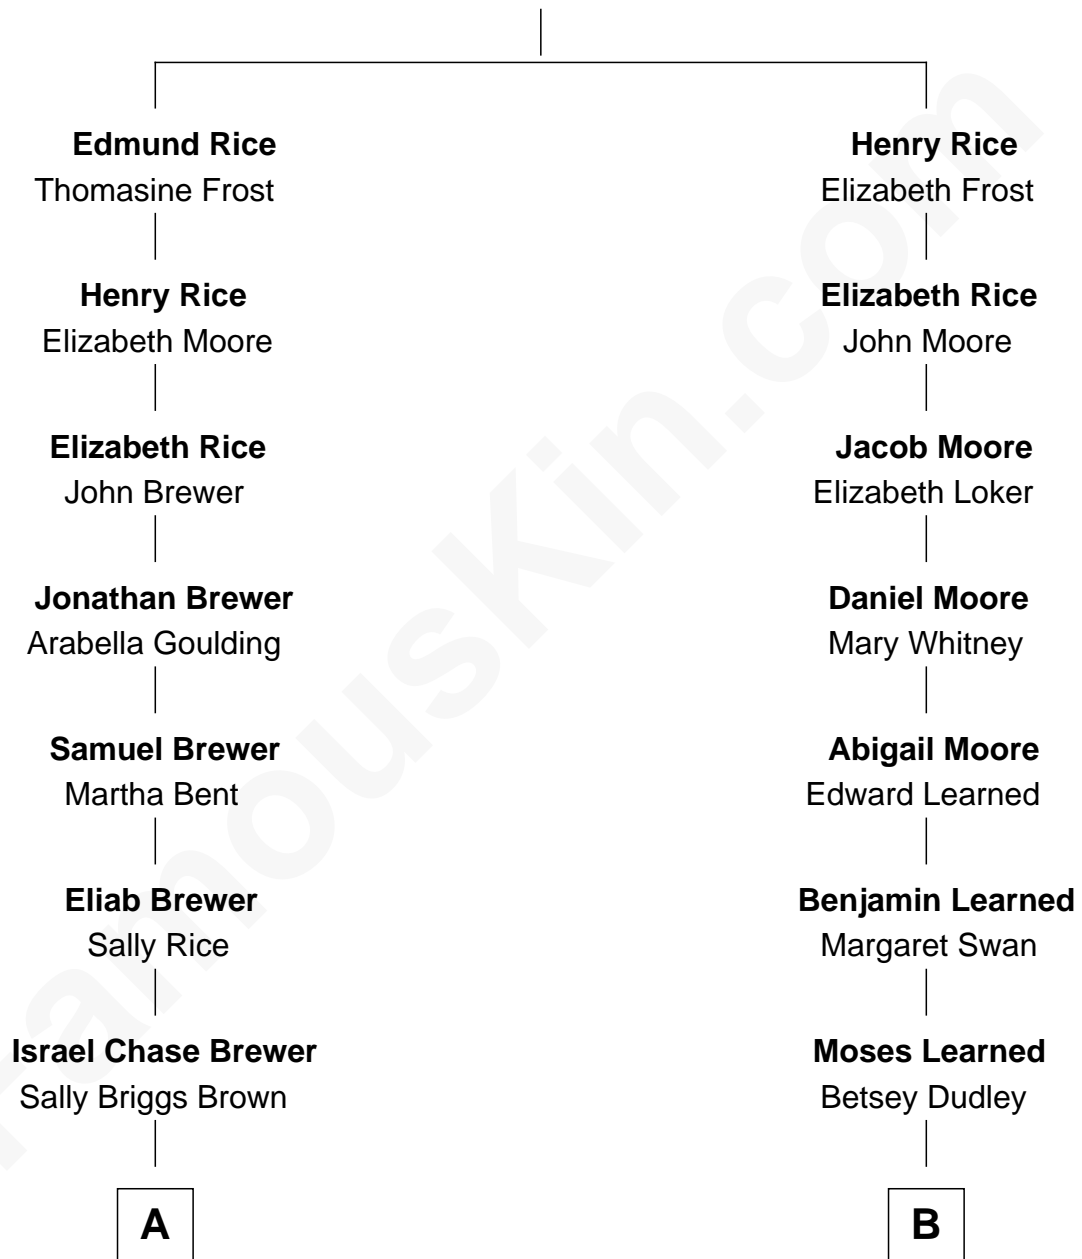 Edmund Rice
Thomasine Frost
Henry Rice
Elizabeth Moore
Elizabeth Rice
John Brewer
Jonathan Brewer
Arabella Goulding
Samuel Brewer
Martha Bent
Eliab Brewer
Sally Rice
Israel Chase Brewer
Sally Briggs Brown
A
Henry Rice
Elizabeth Frost
Elizabeth Rice
John Moore
Jacob Moore
Elizabeth Loker
Daniel Moore
Mary Whitney
Abigail Moore
Edward Learned
Benjamin Learned
Margaret Swan
Moses Learned
Betsey Dudley
B
FamousKin.com